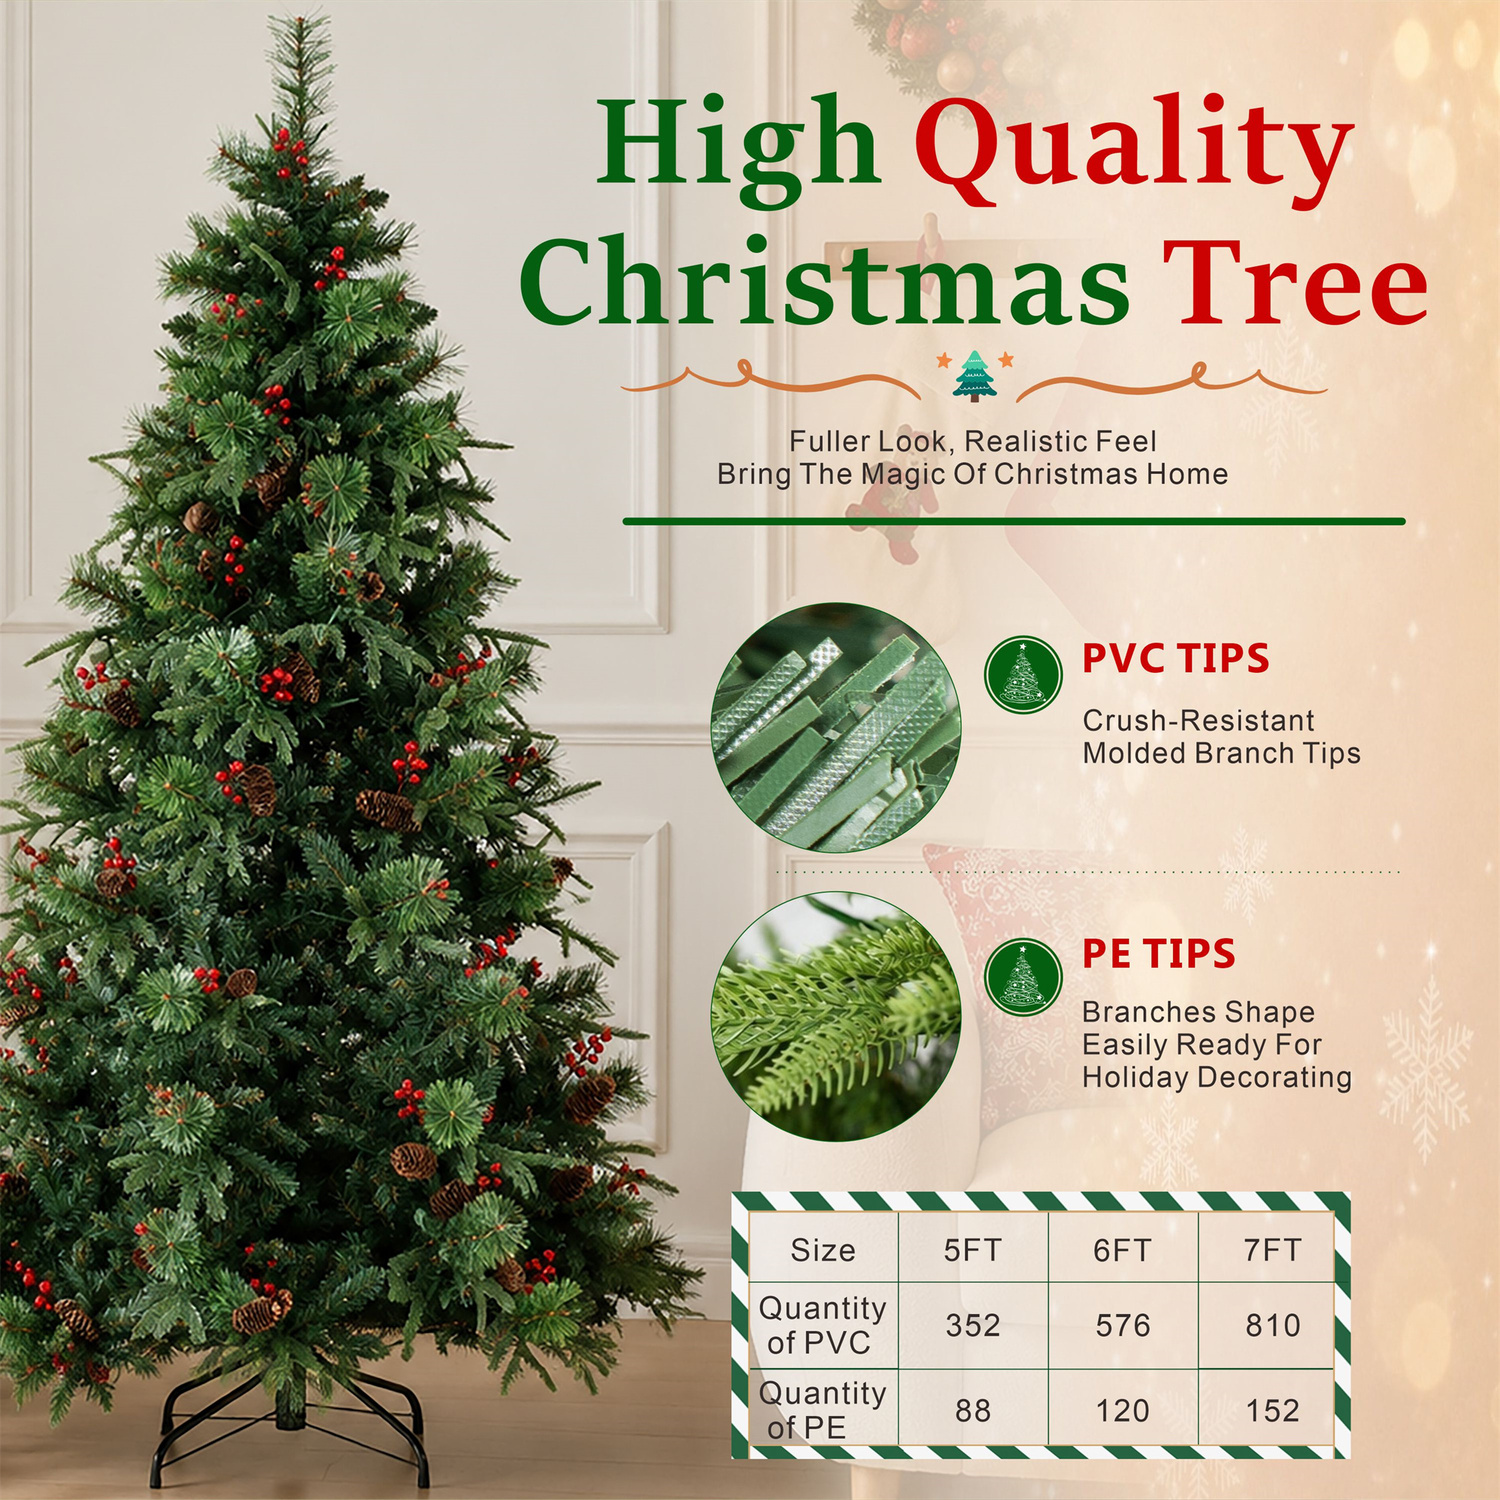 High Quality
Christmas Tree
Fuller Look, Realistic Feel
Bring The Magic Of Christmas Home
PVC TIPS
Crush-Resistant
Molded Branch Tips
PE TIPS
Branches Shape
Easily Ready For
Holiday Decorating
Size 5FT 6FT 7FT
Quantity
of PVC 352 576 810
Quantity
of PE 88 120 152